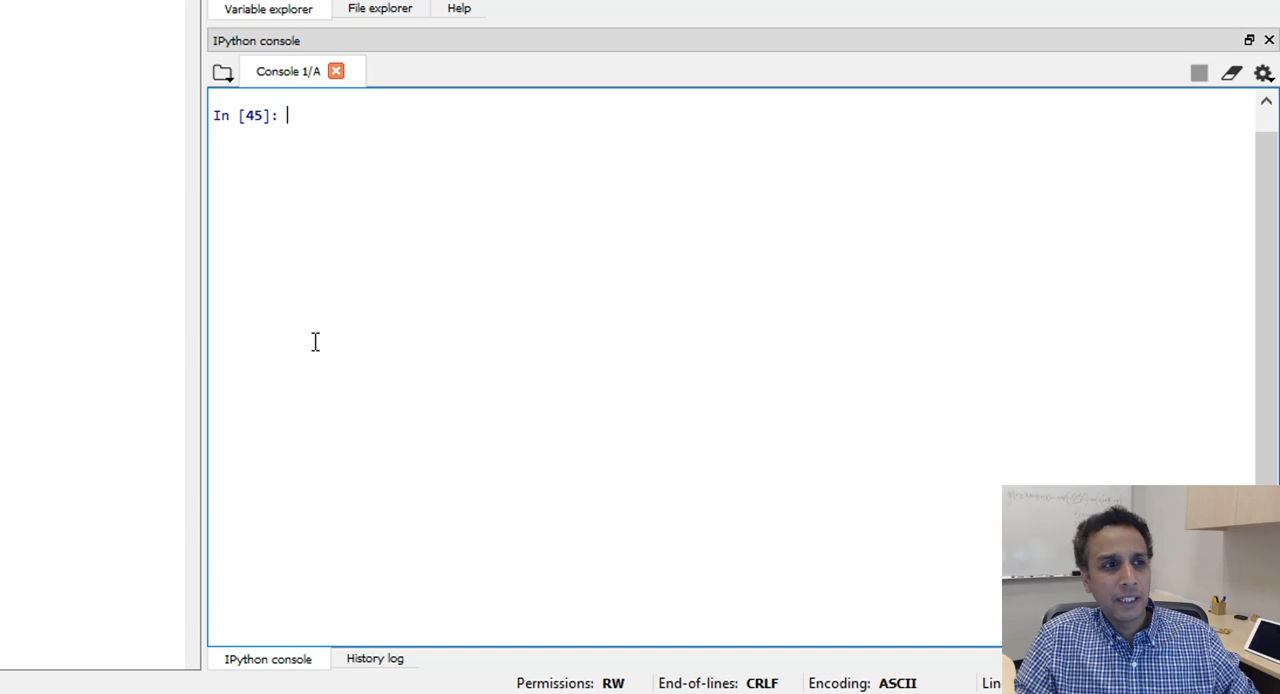 Variable explorer File explorer Help
IPython console
Console 1/A
In [45]:
IPython console History log
Permissions: RW End-of-lines: CRLF Encoding: ASCII